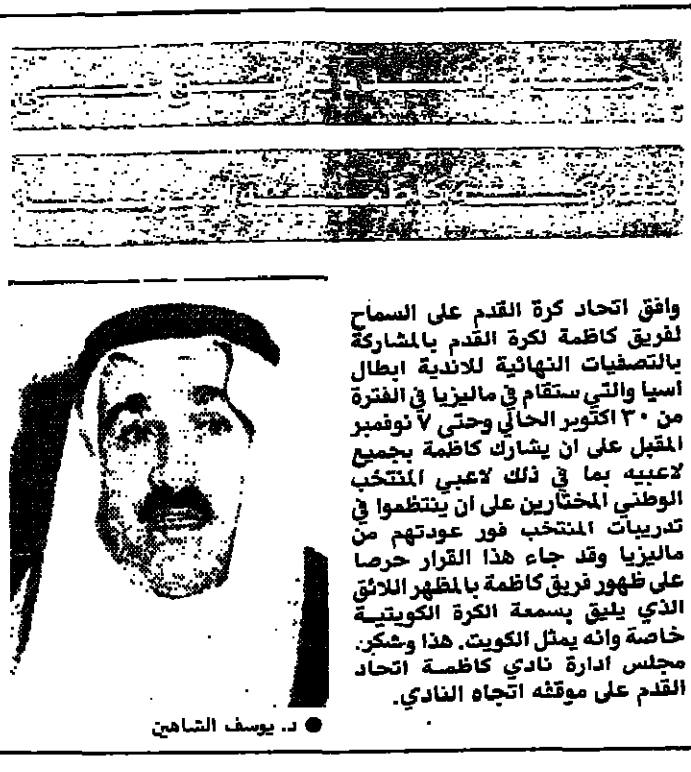 وافق اتحاد كرة القدم على السماح
لفريق كاظمة لكرة القدم بالمشاركة
بالتصفيات النهائية للاندية ابطال
اسيا والتي ستقام في ماليزيا في الفترة
من ٣٠ اكتوبر الحالي وحتى ٧ نوفمبر
المقبل على ان يشارك كاظمة بجميع
لاعبيه بما في ذلك لاعبي المنتخب
الوطني المختارين على ان ينتظموا في
تدريبات المنتخب فور عودتهم من
ماليزيا وقد جاء هذا القرار حرصا
على ظهور فريق كاظمة بالمظهر اللائق
الذي يليق بسمعة الكرة الكويتية
خاصة وانه يمثل الكويت. هذا وشكر.
مجلس ادارة نادي كاظمة اتحاد
القدم على موقفه اتجاه النادي.
● د. يوسف الشاهين